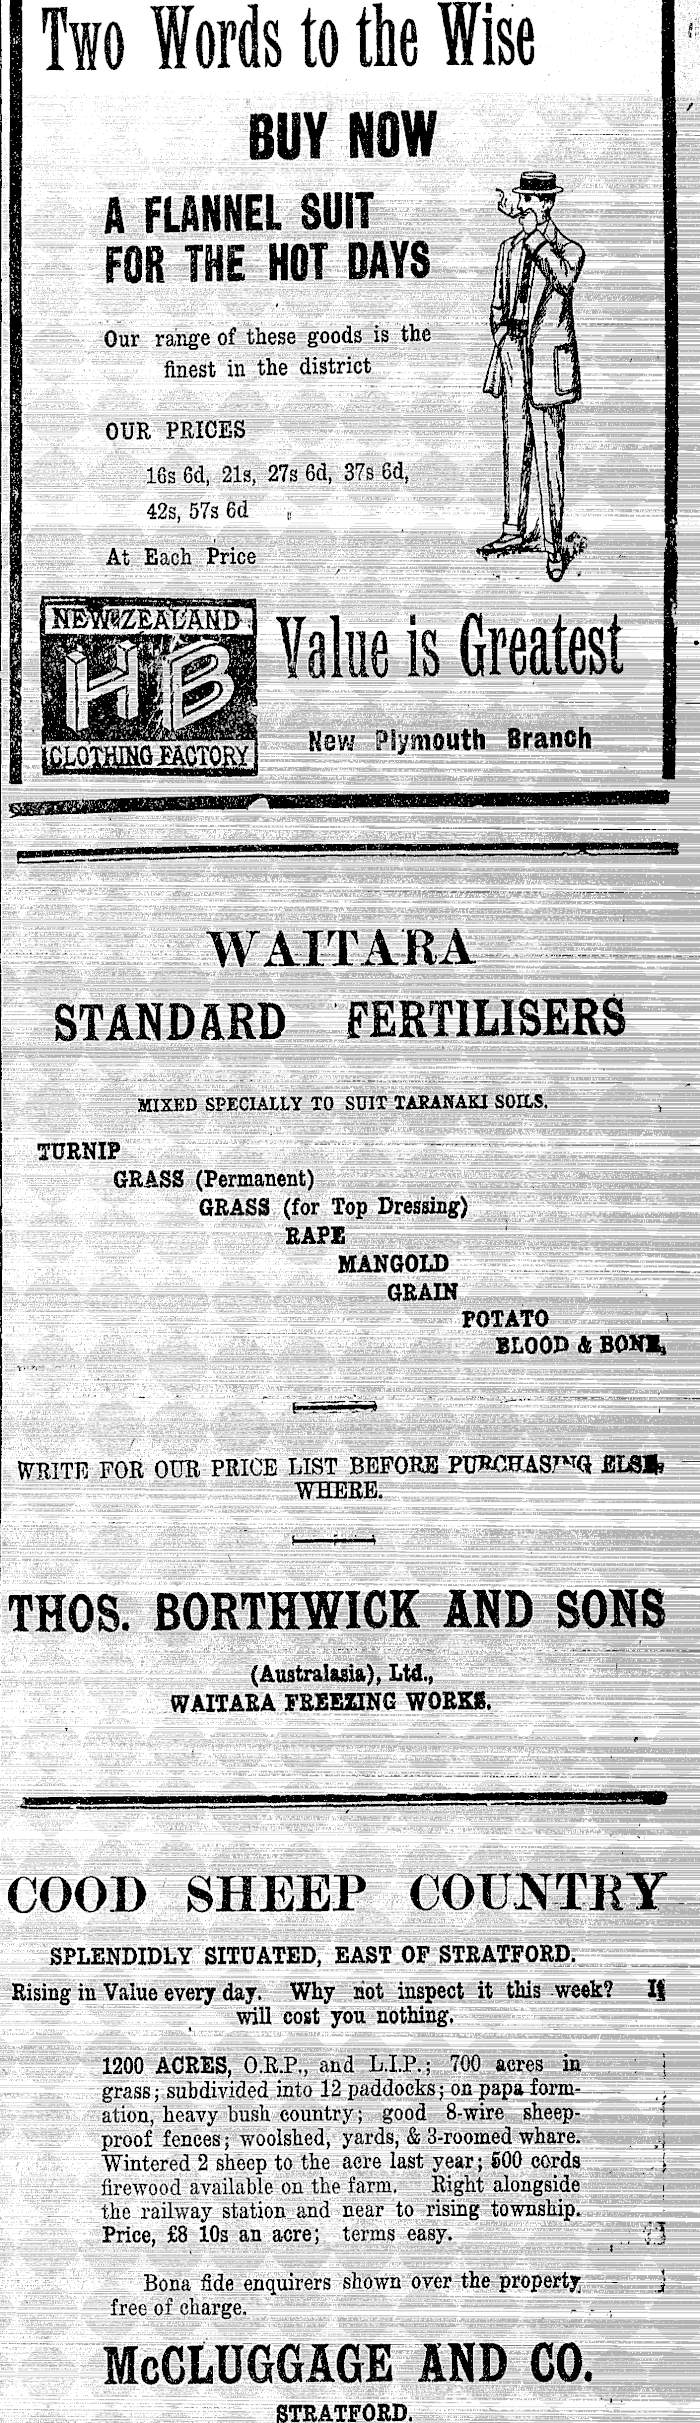 Two Words to the Wise
BUY NOW
A FLANNEL SUIT
FOR THE HOT DAYS
Our range of these goods is the
finest in the district
OUR PRICES
16s 6d, 21s, 27s 6d, 37s 6d,
42s, 57s 6d
At Each Price
NEW ZEALAND
HB
CLOTHING FACTORY
Value is Greatest
New Plymouth Branch
WAITARA
STANDARD FERTILISERS
MIXED SPECIALLY TO SUIT TARANAKI SOILS.
TURNIP
GRASS (Permanent)
GRASS (for Top Dressing)
RAPE
MANGOLD
GRAIN
POTATO
BLOOD & BONE,
WRITE FOR OUR PRICE LIST BEFORE PURCHASING ELSE-
WHERE.
THOS. BORTHWICK AND SONS
(Australasia), Ltd.,
WAITARA FREEZING WORKS.
GOOD SHEEP COUNTRY
SPLENDIDLY SITUATED, EAST OF STRATFORD.
Rising in Value every day. Why not inspect it this week? It
will cost you nothing.
1200 ACRES, O.R.P., and L.I.P.; 700 acres in
grass; subdivided into 12 paddocks; on papa form-
ation, heavy bush country; good 8-wire sheep-
proof fences; woolshed, yards, & 3-roomed whare.
Wintered 2 sheep to the acre last year; 500 cords
firewood available on the farm. Right alongside
the railway station and near to rising township.
Price, £8 10s an acre; terms easy.
Bona fide enquirers shown over the property
free of charge.
McCLUGGAGE AND CO.
STRATFORD.